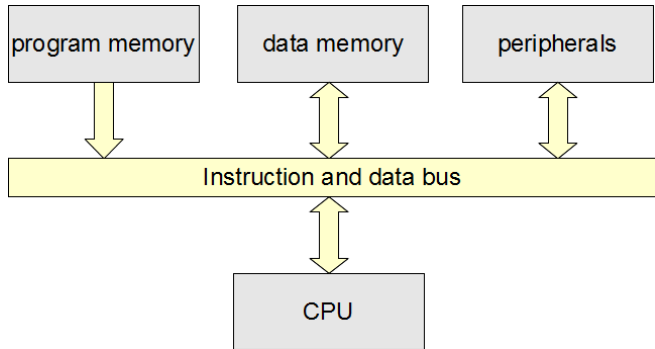 program memory
data memory
peripherals
Instruction and data bus
CPU